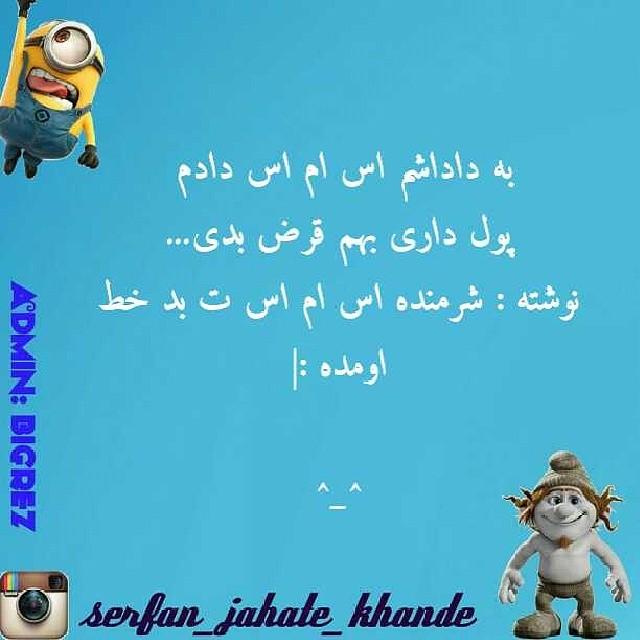 به داداشم اس ام اس دادم
پول داری بهم قرض بدی...
نوشته : شرمنده اس ام اس ت بد خط
اومده :|
^_^
ADMIN: BIGREZ
serfan_jahate_khande